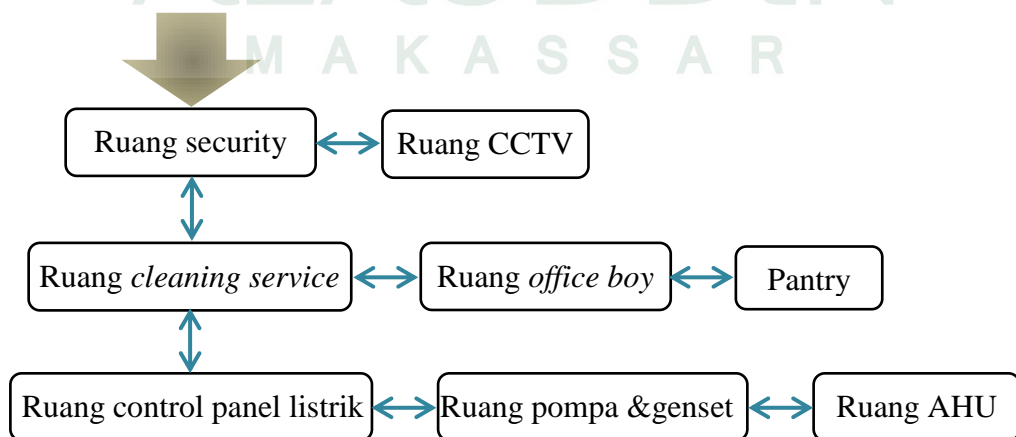 MAKASSAR
Ruang security
Ruang CCTV
Ruang cleaning service
Ruang office boy
Pantry
Ruang control panel listrik
Ruang pompa &genset
Ruang AHU